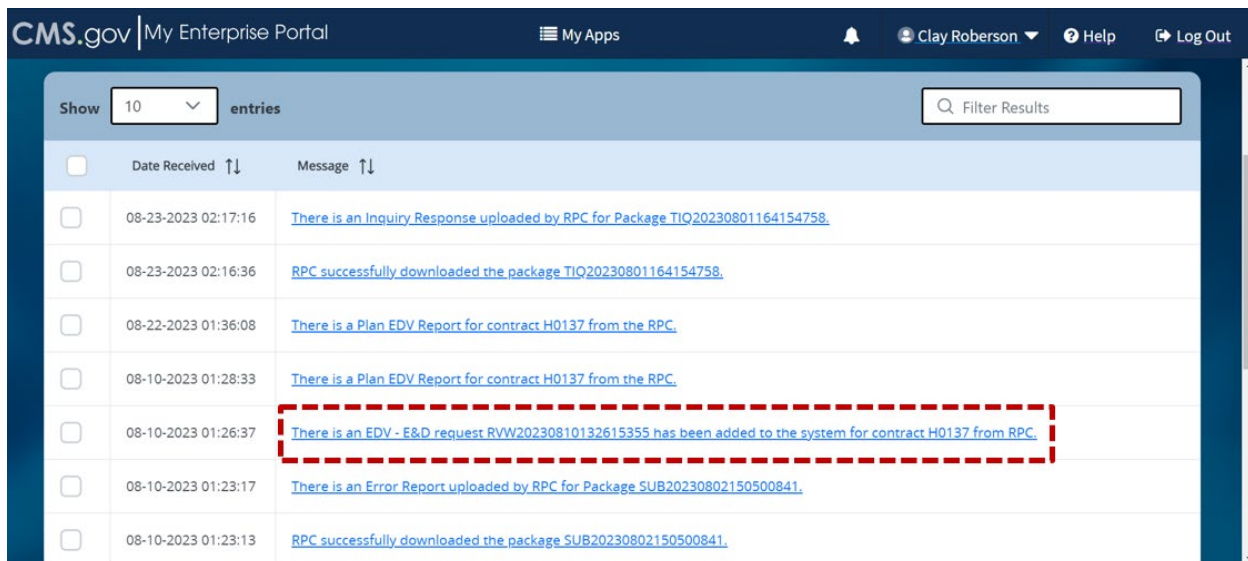 CMS.gov My Enterprise Portal My Apps Clay Roberson Help Log Out
Show 10 entries Filter Results
Date Received Message
08-23-2023 02:17:16 There is an Inquiry Response uploaded by RPC for Package TIQ20230801164154758.
08-23-2023 02:16:36 RPC successfully downloaded the package TIQ20230801164154758.
08-22-2023 01:36:08 There is a Plan EDV Report for contract H0137 from the RPC.
08-10-2023 01:28:33 There is a Plan EDV Report for contract H0137 from the RPC.
08-10-2023 01:26:37 There is an EDV - E&D request RVW20230810132615355 has been added to the system for contract H0137 from RPC.
08-10-2023 01:23:17 There is an Error Report uploaded by RPC for Package SUB20230802150500841.
08-10-2023 01:23:13 RPC successfully downloaded the package SUB20230802150500841.